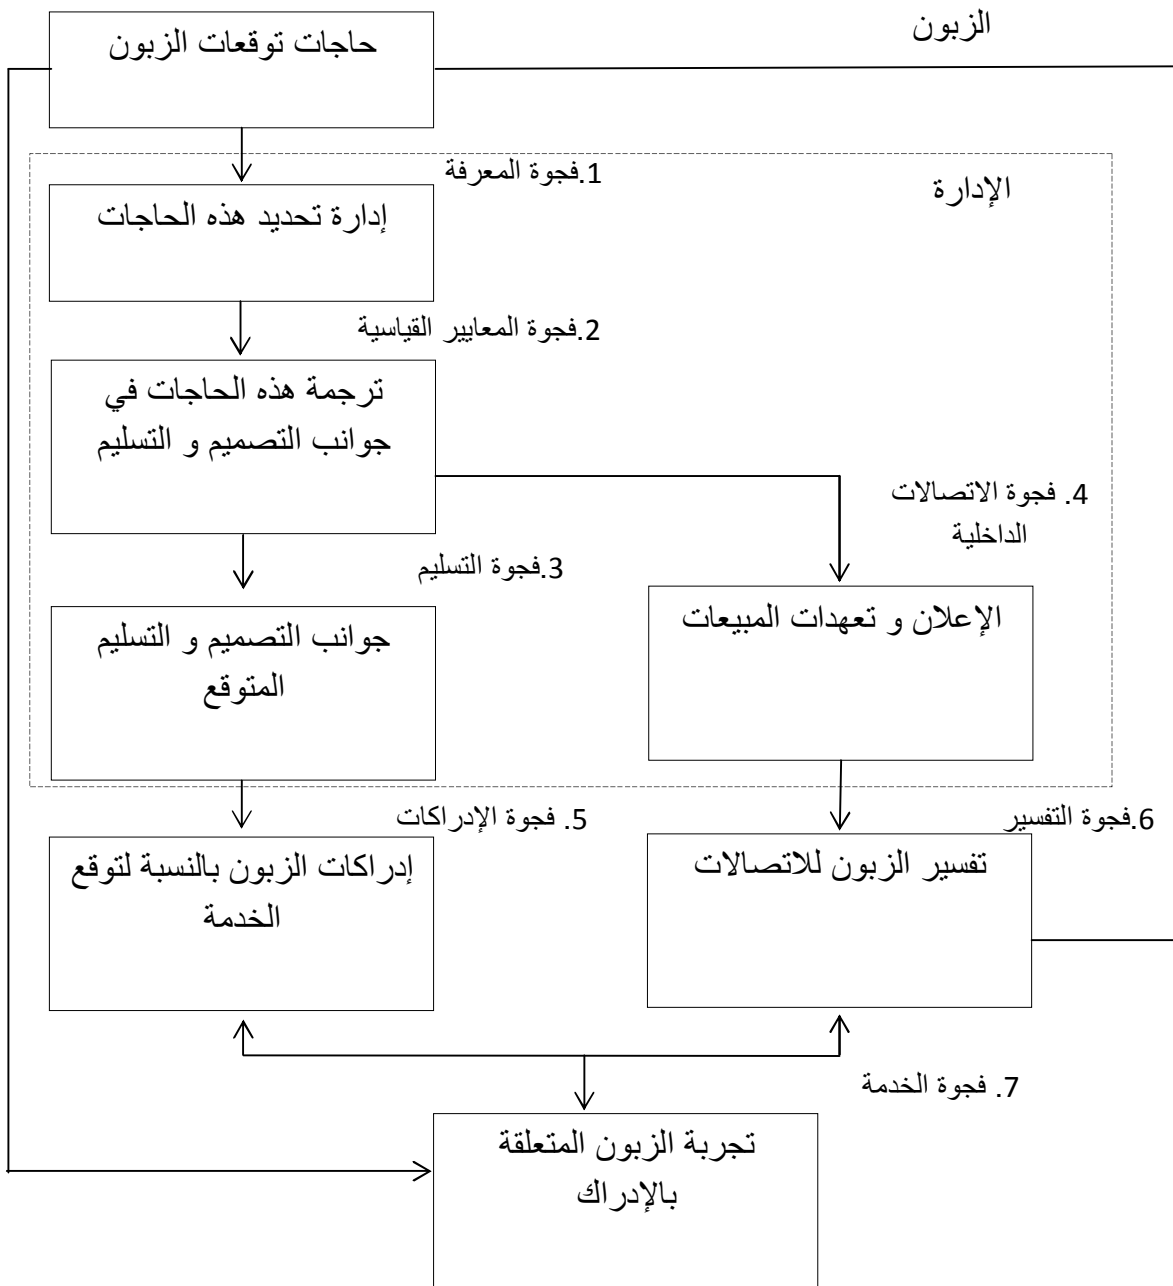 الزبون
حاجات توقعات الزبون
1.فجوة المعرفة
الإدارة
إدارة تحديد هذه الحاجات
2.فجوة المعايير القياسية
ترجمة هذه الحاجات في
جوانب التصميم و التسليم
4. فجوة الاتصالات
الداخلية
3.فجوة التسليم
جوانب التصميم و التسليم
المتوقع
الإعلان و تعهدات المبيعات
5. فجوة الإدراكات
6.فجوة التفسير
إدراكات الزبون بالنسبة لتوقع
الخدمة
تفسير الزبون للاتصالات
7. فجوة الخدمة
تجربة الزبون المتعلقة
بالإدراك